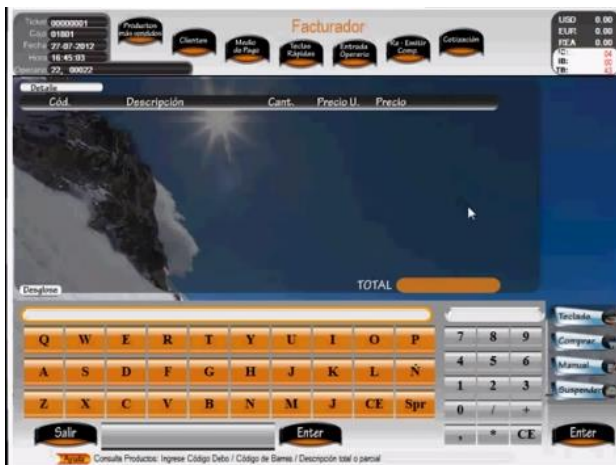 Ticket 00000001
Caja 01801
Fecha 27-07-2012
Hora 16:45:03
Operario 22, 00022
Productos
más vendidos
Clientes
Medio
de Pago
Facturador
Teclas
Rápidas
Entrada
Operario
Ka - Emitir
Comp
Cotización
USD 0.00
EUR 0.00
REA 0.00
IB:
TB: 43
Detalle
Cód. Descripción Cant. Precio U. Precio
TOTAL
Desglose
Q W E R T Y U I O P
A S D F G H J K L Ñ
Z X C V B N M J CE Spr
7 8 9
4 5 6
1 2 3
0 / +
, * CE
Teclado
Comprar
Manual
Suspender
Salir
Enter
Enter
Ayuda Consulta Productos: Ingrese Código Debo / Código de Barras / Descripción total o parcial